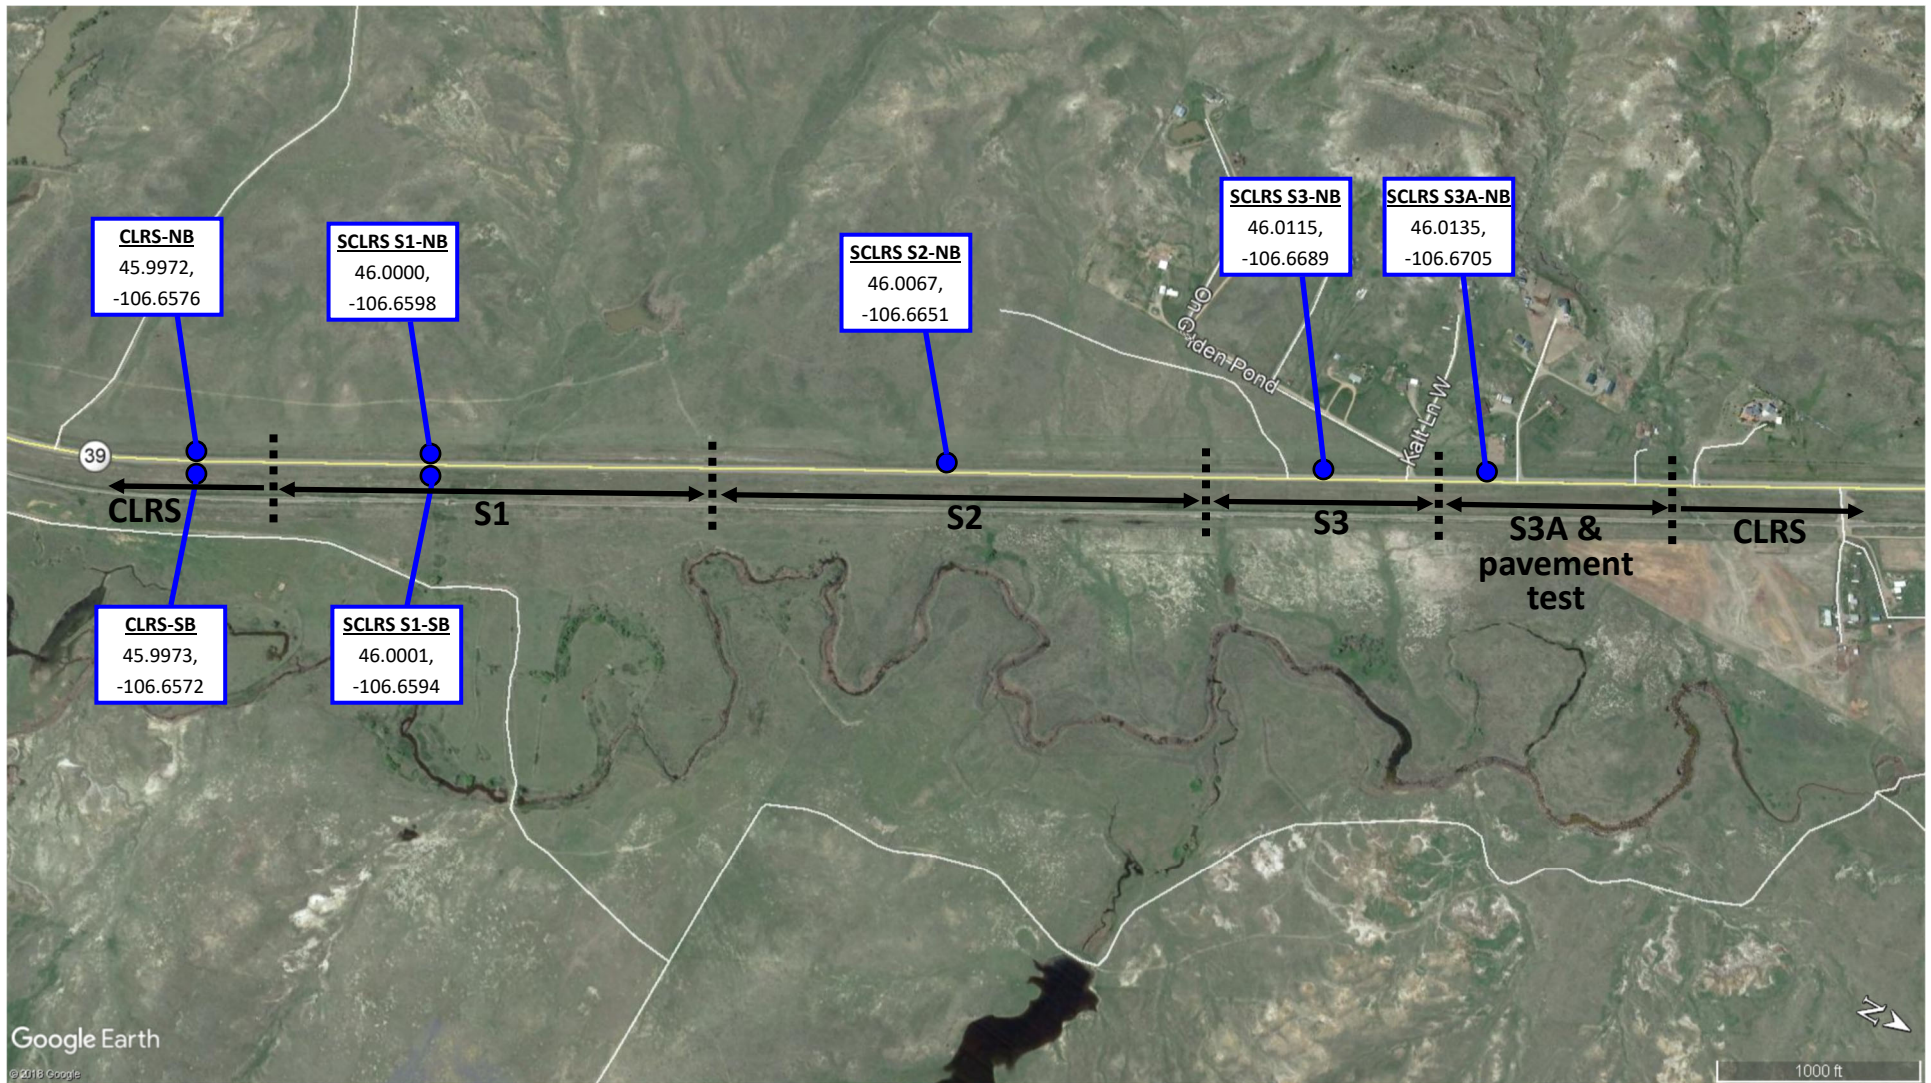 CLRS-NB
45.9972,
-106.6576
SCLRS S1-NB
46.0000,
-106.6598
SCLRS S2-NB
46.0067,
-106.6651
SCLRS S3-NB
46.0115,
-106.6689
SCLRS S3A-NB
46.0135,
-106.6705
Kalt Ln W
39
CLRS
S1
S2
S3
S3A &
pavement
test
CLRS
CLRS-SB
45.9973,
-106.6572
SCLRS S1-SB
46.0001,
-106.6594
N
Google Earth
© 2018 Google
1000 ft